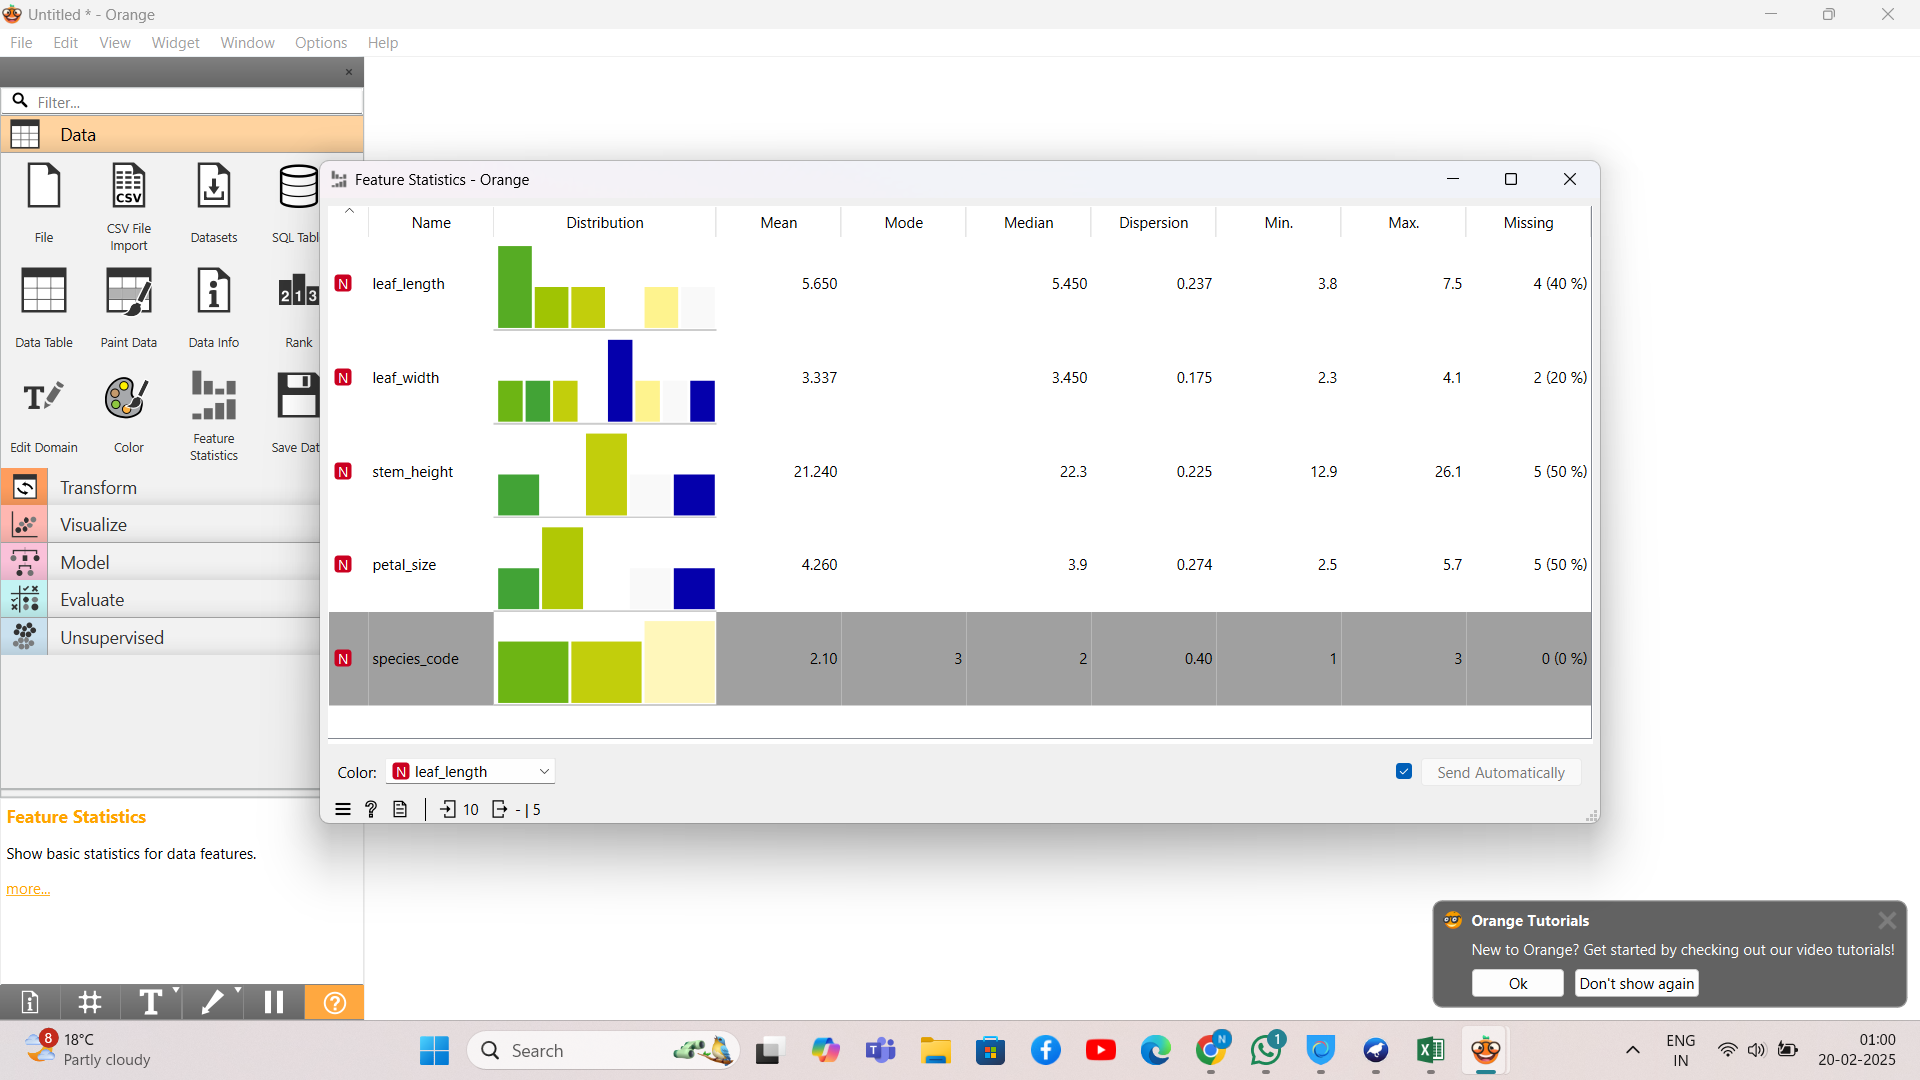 Untitled * - Orange
File Edit View Widget Window Options Help
Filter...
Data
File
CSV File Import
Datasets
SQL Tabl
Data Table
Paint Data
Data Info
Rank
Edit Domain
Color
Feature Statistics
Save Dat
Transform
Visualize
Model
Evaluate
Unsupervised
Feature Statistics
Show basic statistics for data features.
more...
Feature Statistics - Orange
Name Distribution Mean Mode Median Dispersion Min. Max. Missing
N leaf_length 5.650 5.450 0.237 3.8 7.5 4 (40 %)
N leaf_width 3.337 3.450 0.175 2.3 4.1 2 (20 %)
N stem_height 21.240 22.3 0.225 12.9 26.1 5 (50 %)
N petal_size 4.260 3.9 0.274 2.5 5.7 5 (50 %)
N species_code 2.10 3 2 0.40 1 3 0 (0 %)
Color: N leaf_length
Send Automatically
10 - | 5
Orange Tutorials
New to Orange? Get started by checking out our video tutorials!
Ok Don't show again
8 18°C
Partly cloudy
Search
N
1
ENG
IN
01:00
20-02-2025